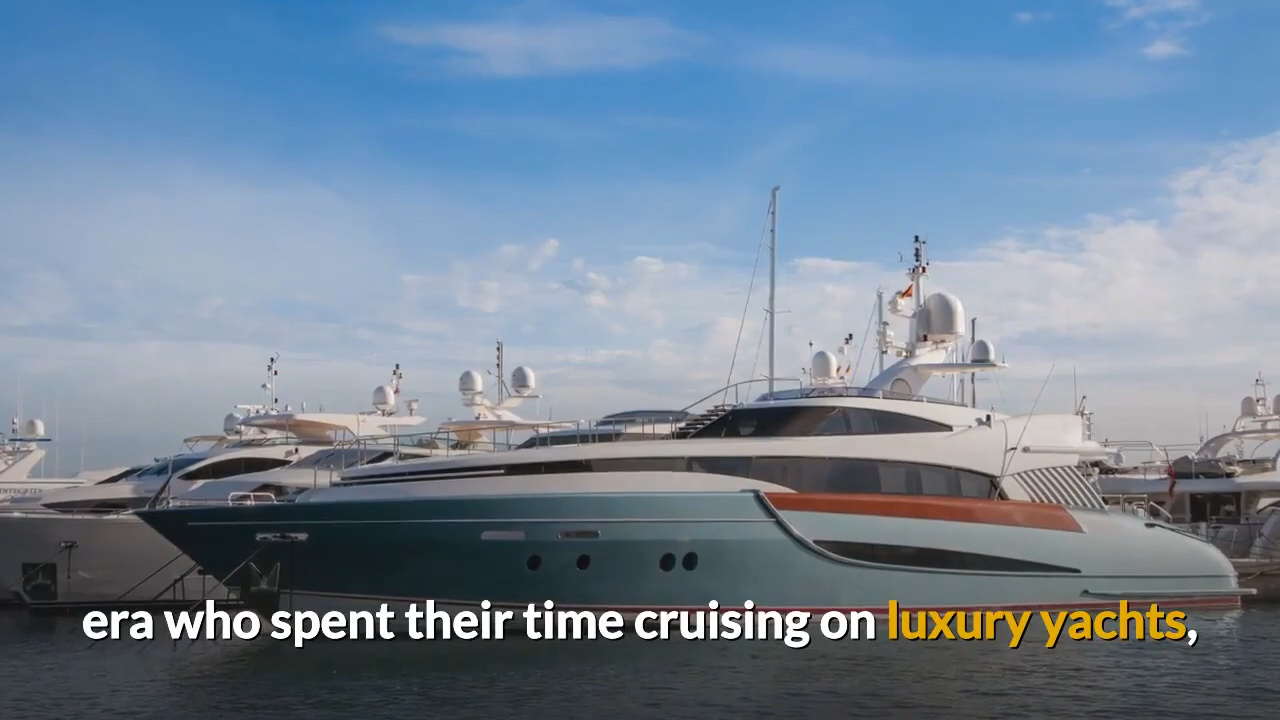 era who spent their time cruising on luxury yachts,